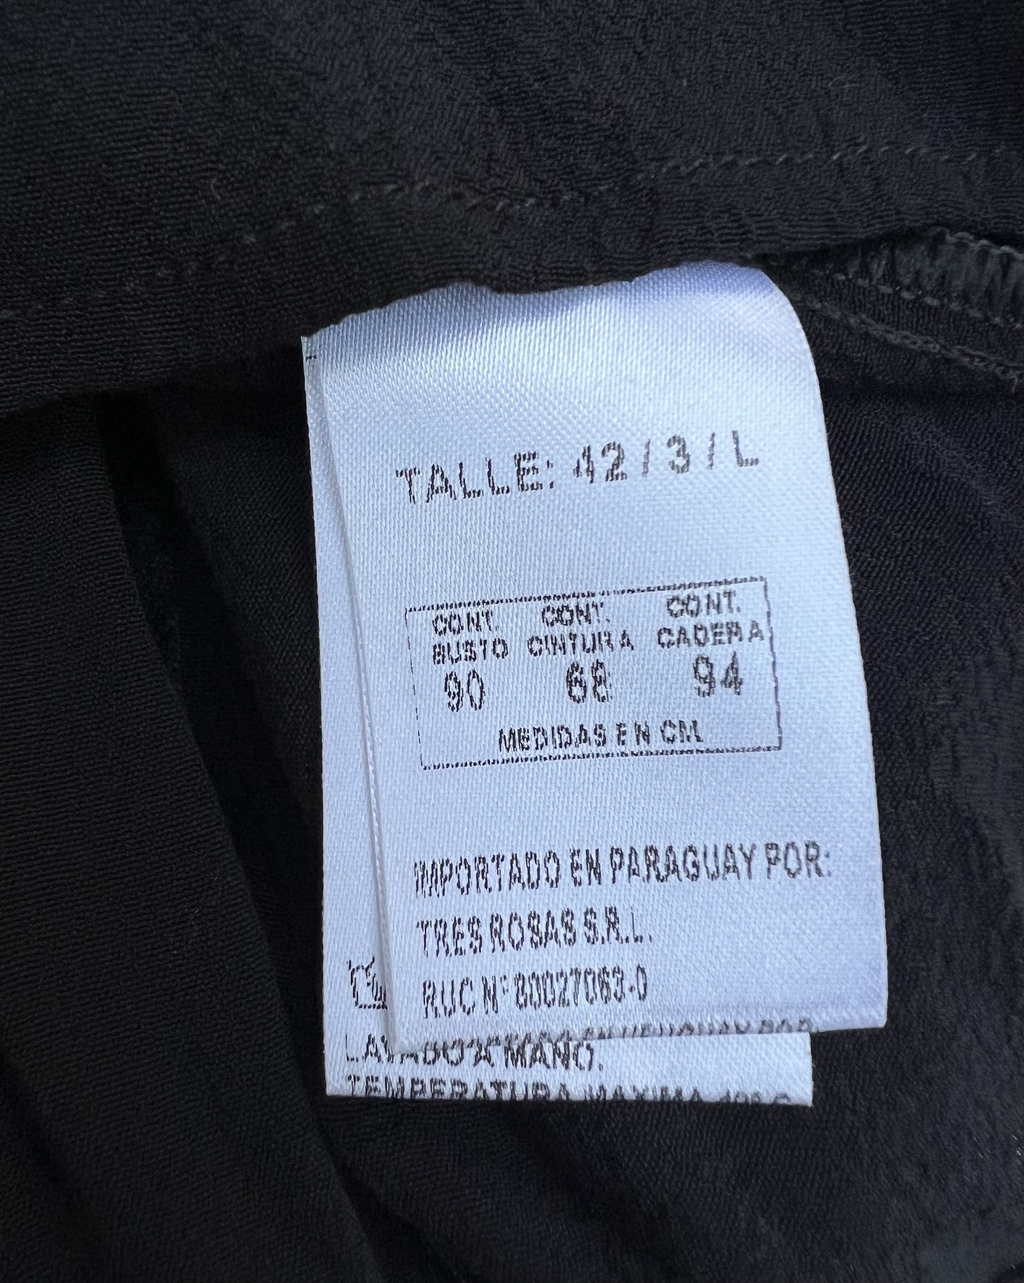 TALLE: 42 / 3 / L
CONT. CONT. CONT.
BUSTO CINTURA CADERA
90 68 94
MEDIDAS EN CM.
IMPORTADO EN PARAGUAY POR:
TRES ROSAS S.R.L.
RUC N° 80027063-0
LAVADO A MANO.
TEMPERATURA MAXIMA